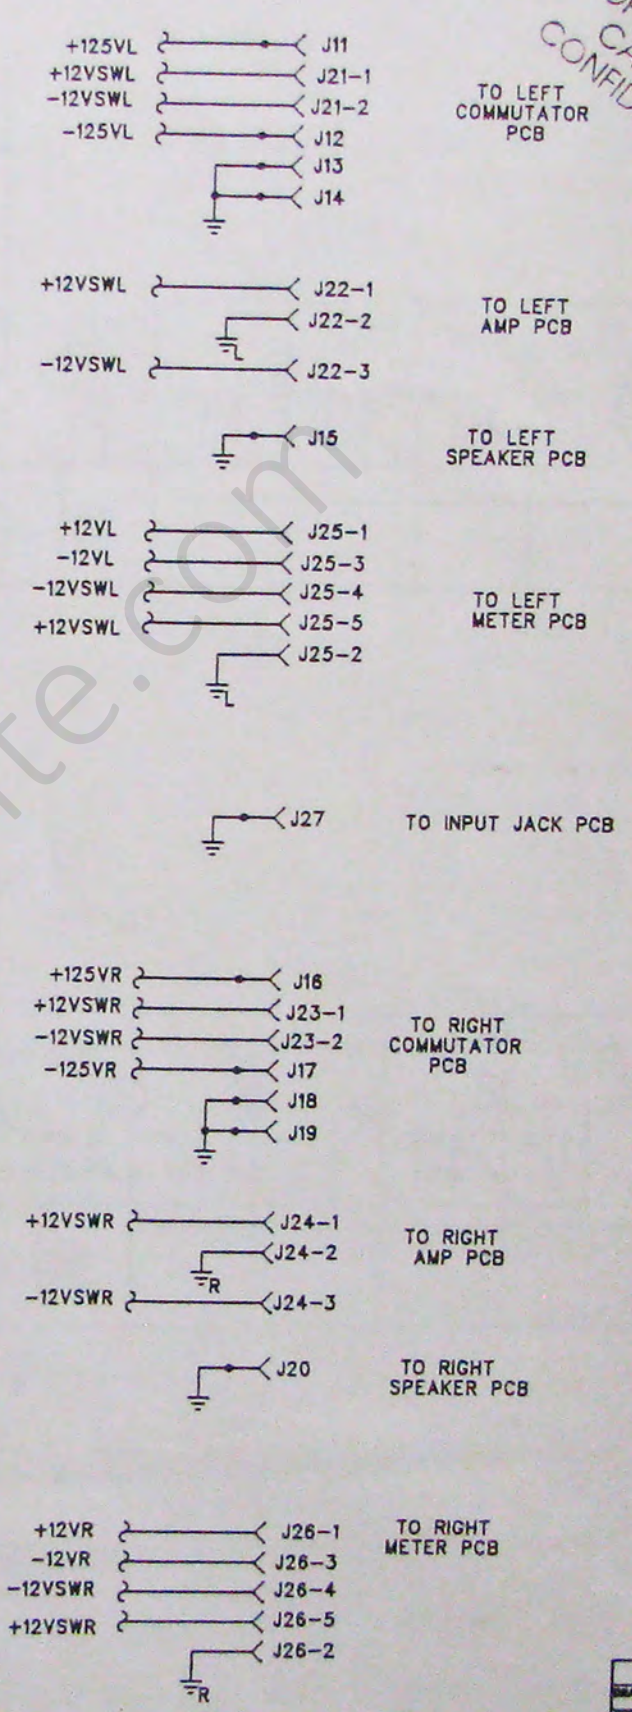 +125VL J11
+12VSWL J21-1
-12VSWL J21-2
-125VL J12
J13
J14
TO LEFT
COMMUTATOR
PCB
+12VSWL J22-1
J22-2
L
-12VSWL J22-3
TO LEFT
AMP PCB
J15
TO LEFT
SPEAKER PCB
+12VL J25-1
-12VL J25-3
-12VSWL J25-4
+12VSWL J25-5
J25-2
L
TO LEFT
METER PCB
J27
TO INPUT JACK PCB
+125VR J16
+12VSWR J23-1
-12VSWR J23-2
-125VR J17
J18
J19
TO RIGHT
COMMUTATOR
PCB
+12VSWR J24-1
J24-2
R
-12VSWR J24-3
TO RIGHT
AMP PCB
J20
TO RIGHT
SPEAKER PCB
+12VR J26-1
-12VR J26-3
-12VSWR J26-4
+12VSWR J26-5
J26-2
R
TO RIGHT
METER PCB